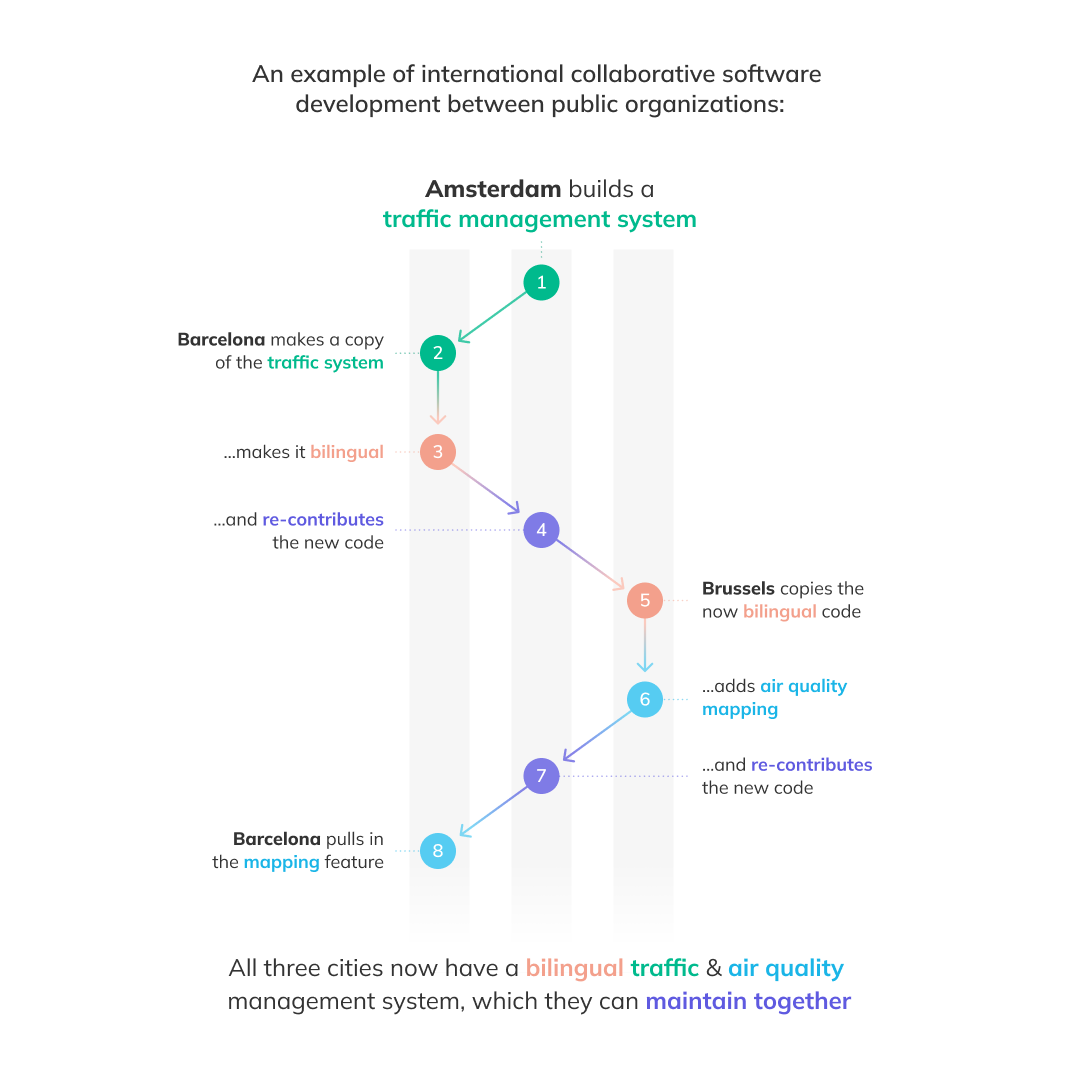 An example of international collaborative software
development between public organizations:
Amsterdam builds a
traffic management system
1
Barcelona makes a copy
of the traffic system
2
...makes it bilingual
3
...and re-contributes
the new code
4
5
Brussels copies the
now bilingual code
6
...adds air quality
mapping
7
...and re-contributes
the new code
Barcelona pulls in
the mapping feature
8
All three cities now have a bilingual traffic & air quality
management system, which they can maintain together